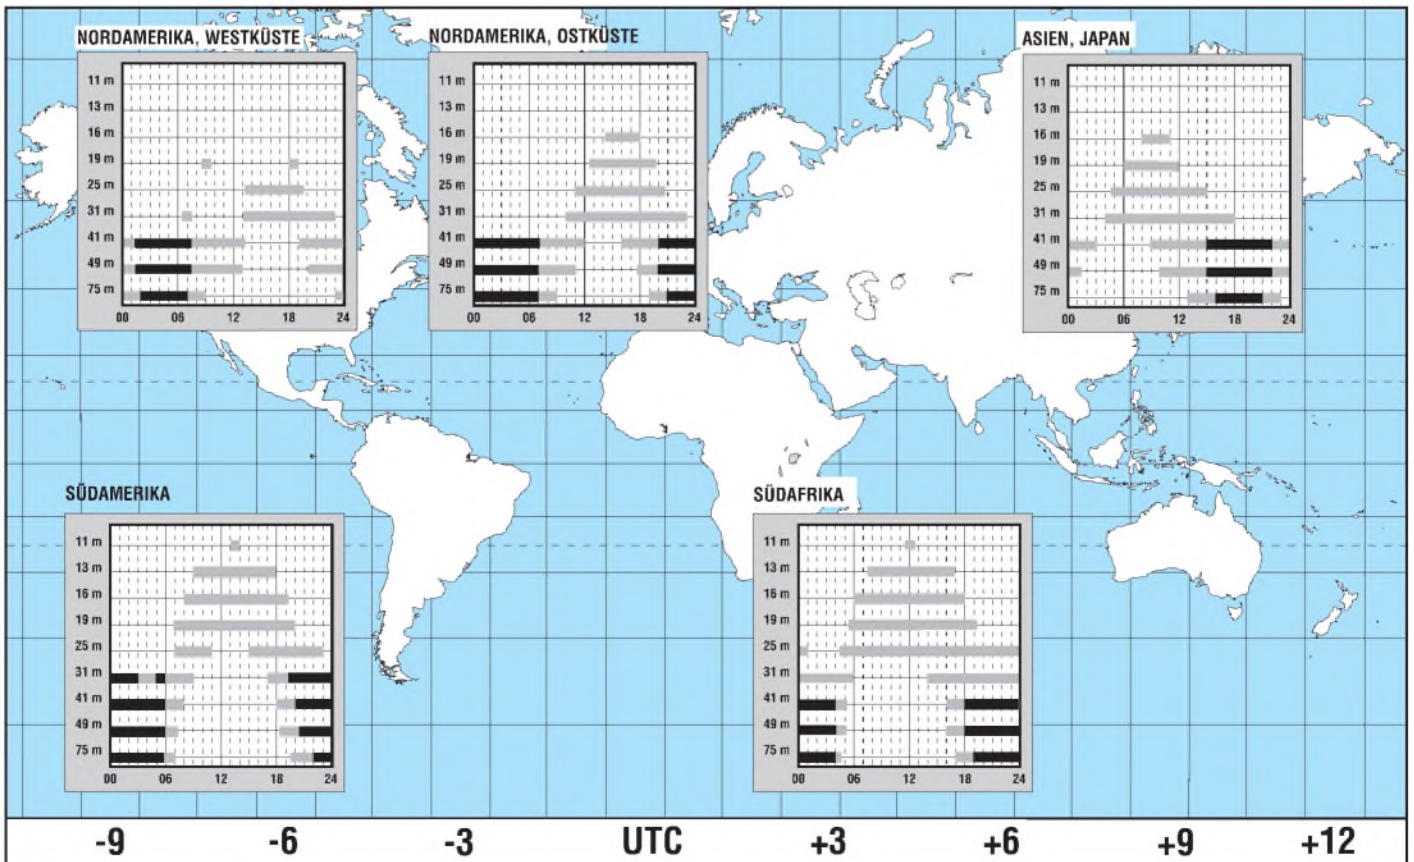 NORDAMERIKA, WESTKÜSTE
11 m
13 m
16 m
19 m
25 m
31 m
41 m
49 m
75 m
00 06 12 18 24
NORDAMERIKA, OSTKÜSTE
11 m
13 m
16 m
19 m
25 m
31 m
41 m
49 m
75 m
00 06 12 18 24
ASIEN, JAPAN
11 m
13 m
16 m
19 m
25 m
31 m
41 m
49 m
75 m
00 06 12 18 24
SÜDAMERIKA
11 m
13 m
16 m
19 m
25 m
31 m
41 m
49 m
75 m
00 06 12 18 24
SÜDAFRIKA
11 m
13 m
16 m
19 m
25 m
31 m
41 m
49 m
75 m
00 06 12 18 24
-9 -6 -3 UTC +3 +6 +9 +12